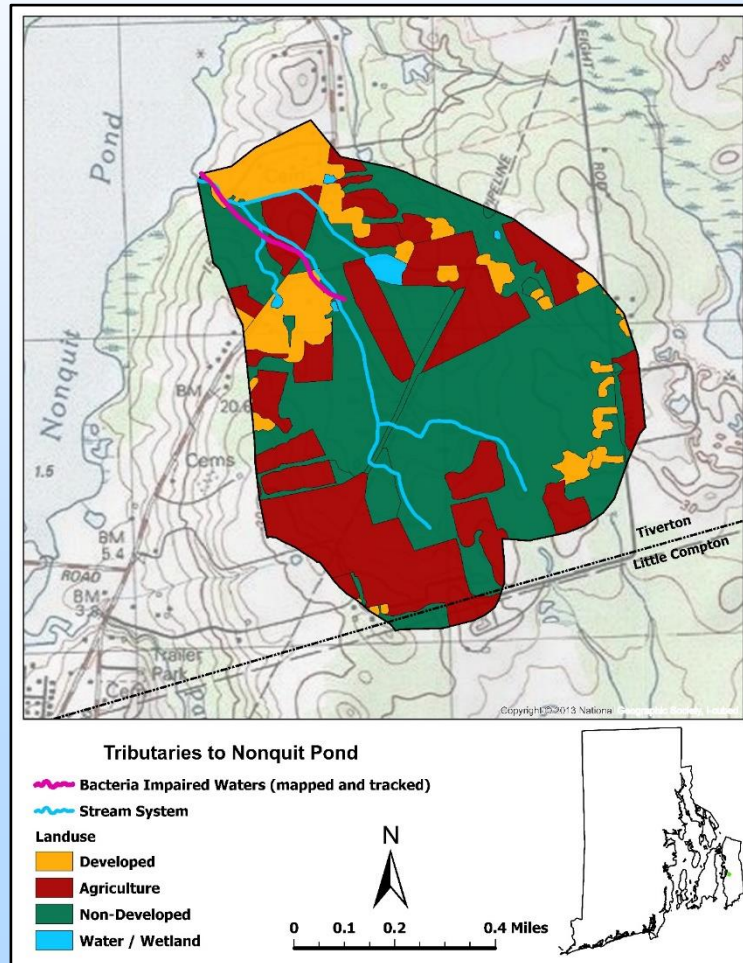 Pond
Nonquit
EIGHT
ROD
PIPELINE
BM
20.6
Cems
1.5
BM
5.4
ROAD
BM
3.8
Trailer
Park
Tiverton
Little Compton
30
30
Copyright:© 2013 National Geographic Society, i-cubed
Tributaries to Nonquit Pond
Bacteria Impaired Waters (mapped and tracked)
Stream System
Landuse
Developed
Agriculture
Non-Developed
Water / Wetland
N
0 0.1 0.2 0.4 Miles